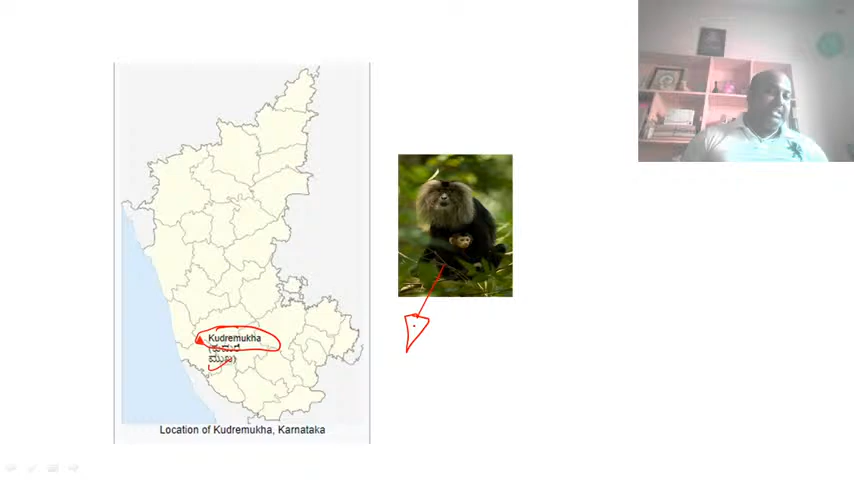 Kudremukha
(ಕುದುರೆ
ಮುಖ)
Location of Kudremukha, Karnataka